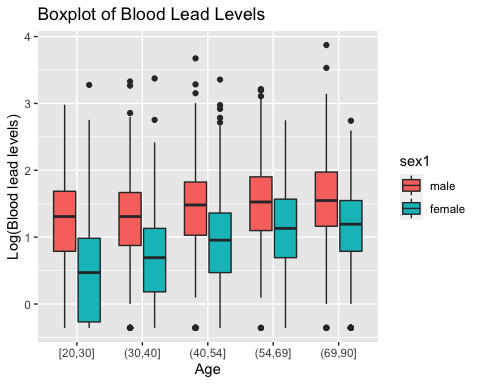 Boxplot of Blood Lead Levels
4
3
2
1
0
Log(Blood lead levels)
[20,30]
(30,40]
(40,54]
(54,69]
(69,90]
Age
sex1
male
female